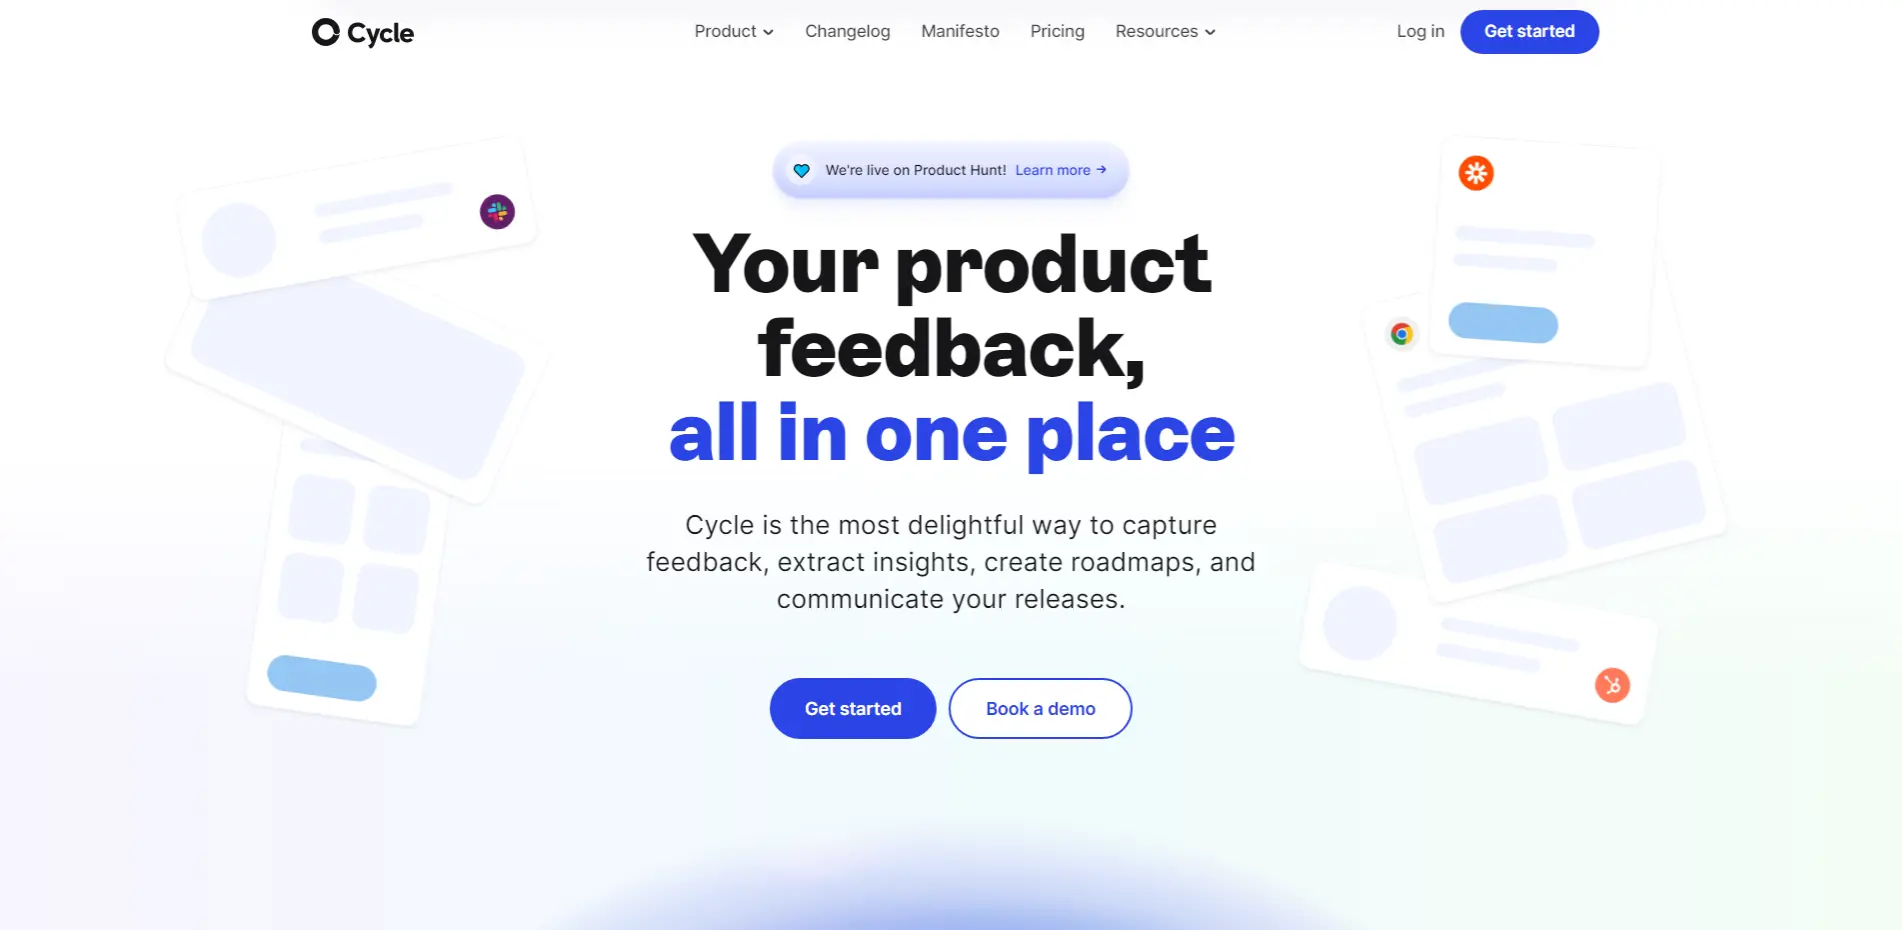 Cycle
Product
Changelog
Manifesto
Pricing
Resources
Log in
Get started
We're live on Product Hunt! Learn more →
Your product
feedback,
all in one place
Cycle is the most delightful way to capture
feedback, extract insights, create roadmaps, and
communicate your releases.
Get started
Book a demo